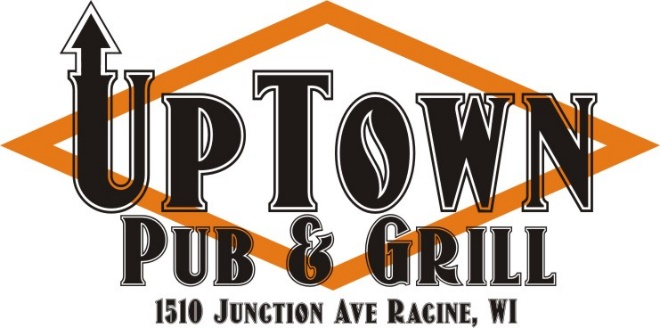 UpTown
Pub & Grill
1510 Junction Ave Racine, WI